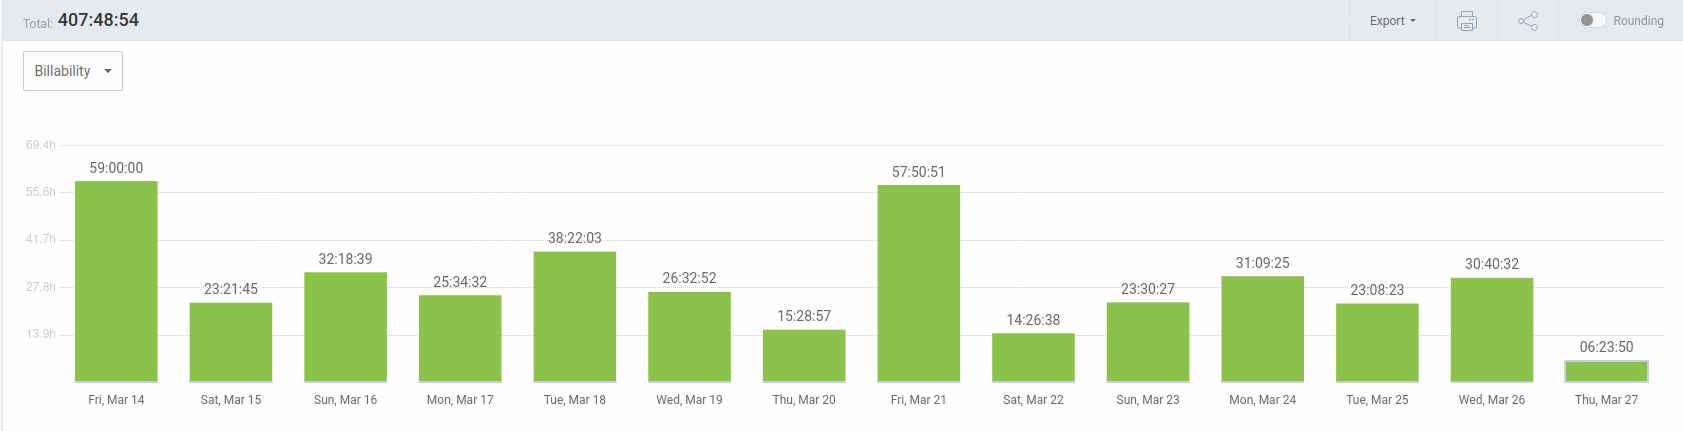 Total: 407:48:54
Export
Rounding
Billability
69.4h
55.6h
41.7h
27.8h
13.9h
59:00:00
23:21:45
32:18:39
25:34:32
38:22:03
26:32:52
15:28:57
57:50:51
14:26:38
23:30:27
31:09:25
23:08:23
30:40:32
06:23:50
Fri, Mar 14
Sat, Mar 15
Sun, Mar 16
Mon, Mar 17
Tue, Mar 18
Wed, Mar 19
Thu, Mar 20
Fri, Mar 21
Sat, Mar 22
Sun, Mar 23
Mon, Mar 24
Tue, Mar 25
Wed, Mar 26
Thu, Mar 27